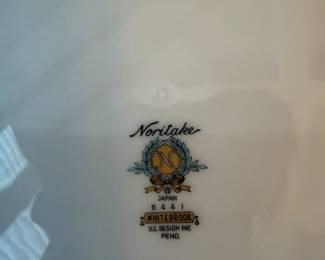 Noritake
N
N
JAPAN
6441
WHITEBROOK
U.S. DESIGN PAT.
PEND.